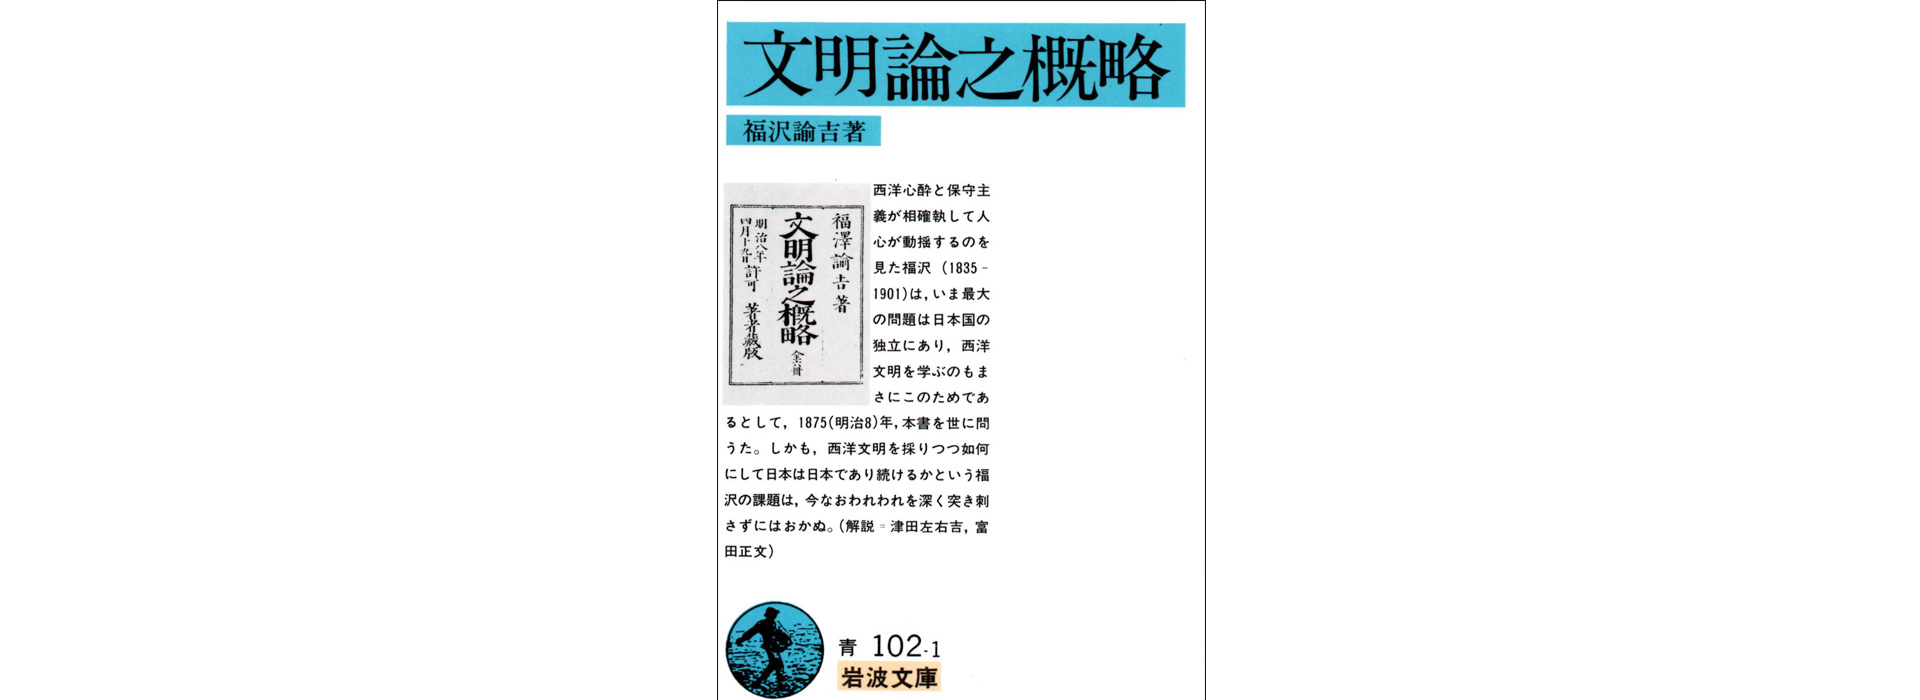 文明論之概略
福沢諭吉著
福澤諭吉著
文明論之概略 全六冊
明治八年
四月十九日 許可 著者蔵版
西洋心酔と保守主
義が相確執して人
心が動揺するのを
見た福沢 (1835-
1901)は，いま最大
の問題は日本国の
独立にあり，西洋
文明を学ぶのもま
さにこのためであ
るとして，1875(明治8)年，本書を世に問
うた。しかも，西洋文明を採りつつ如何
にして日本は日本であり続けるかという福
沢の課題は，今なおわれわれを深く突き刺
さずにはおかぬ。(解説=津田左右吉，富
田正文)
青 102-1
岩波文庫